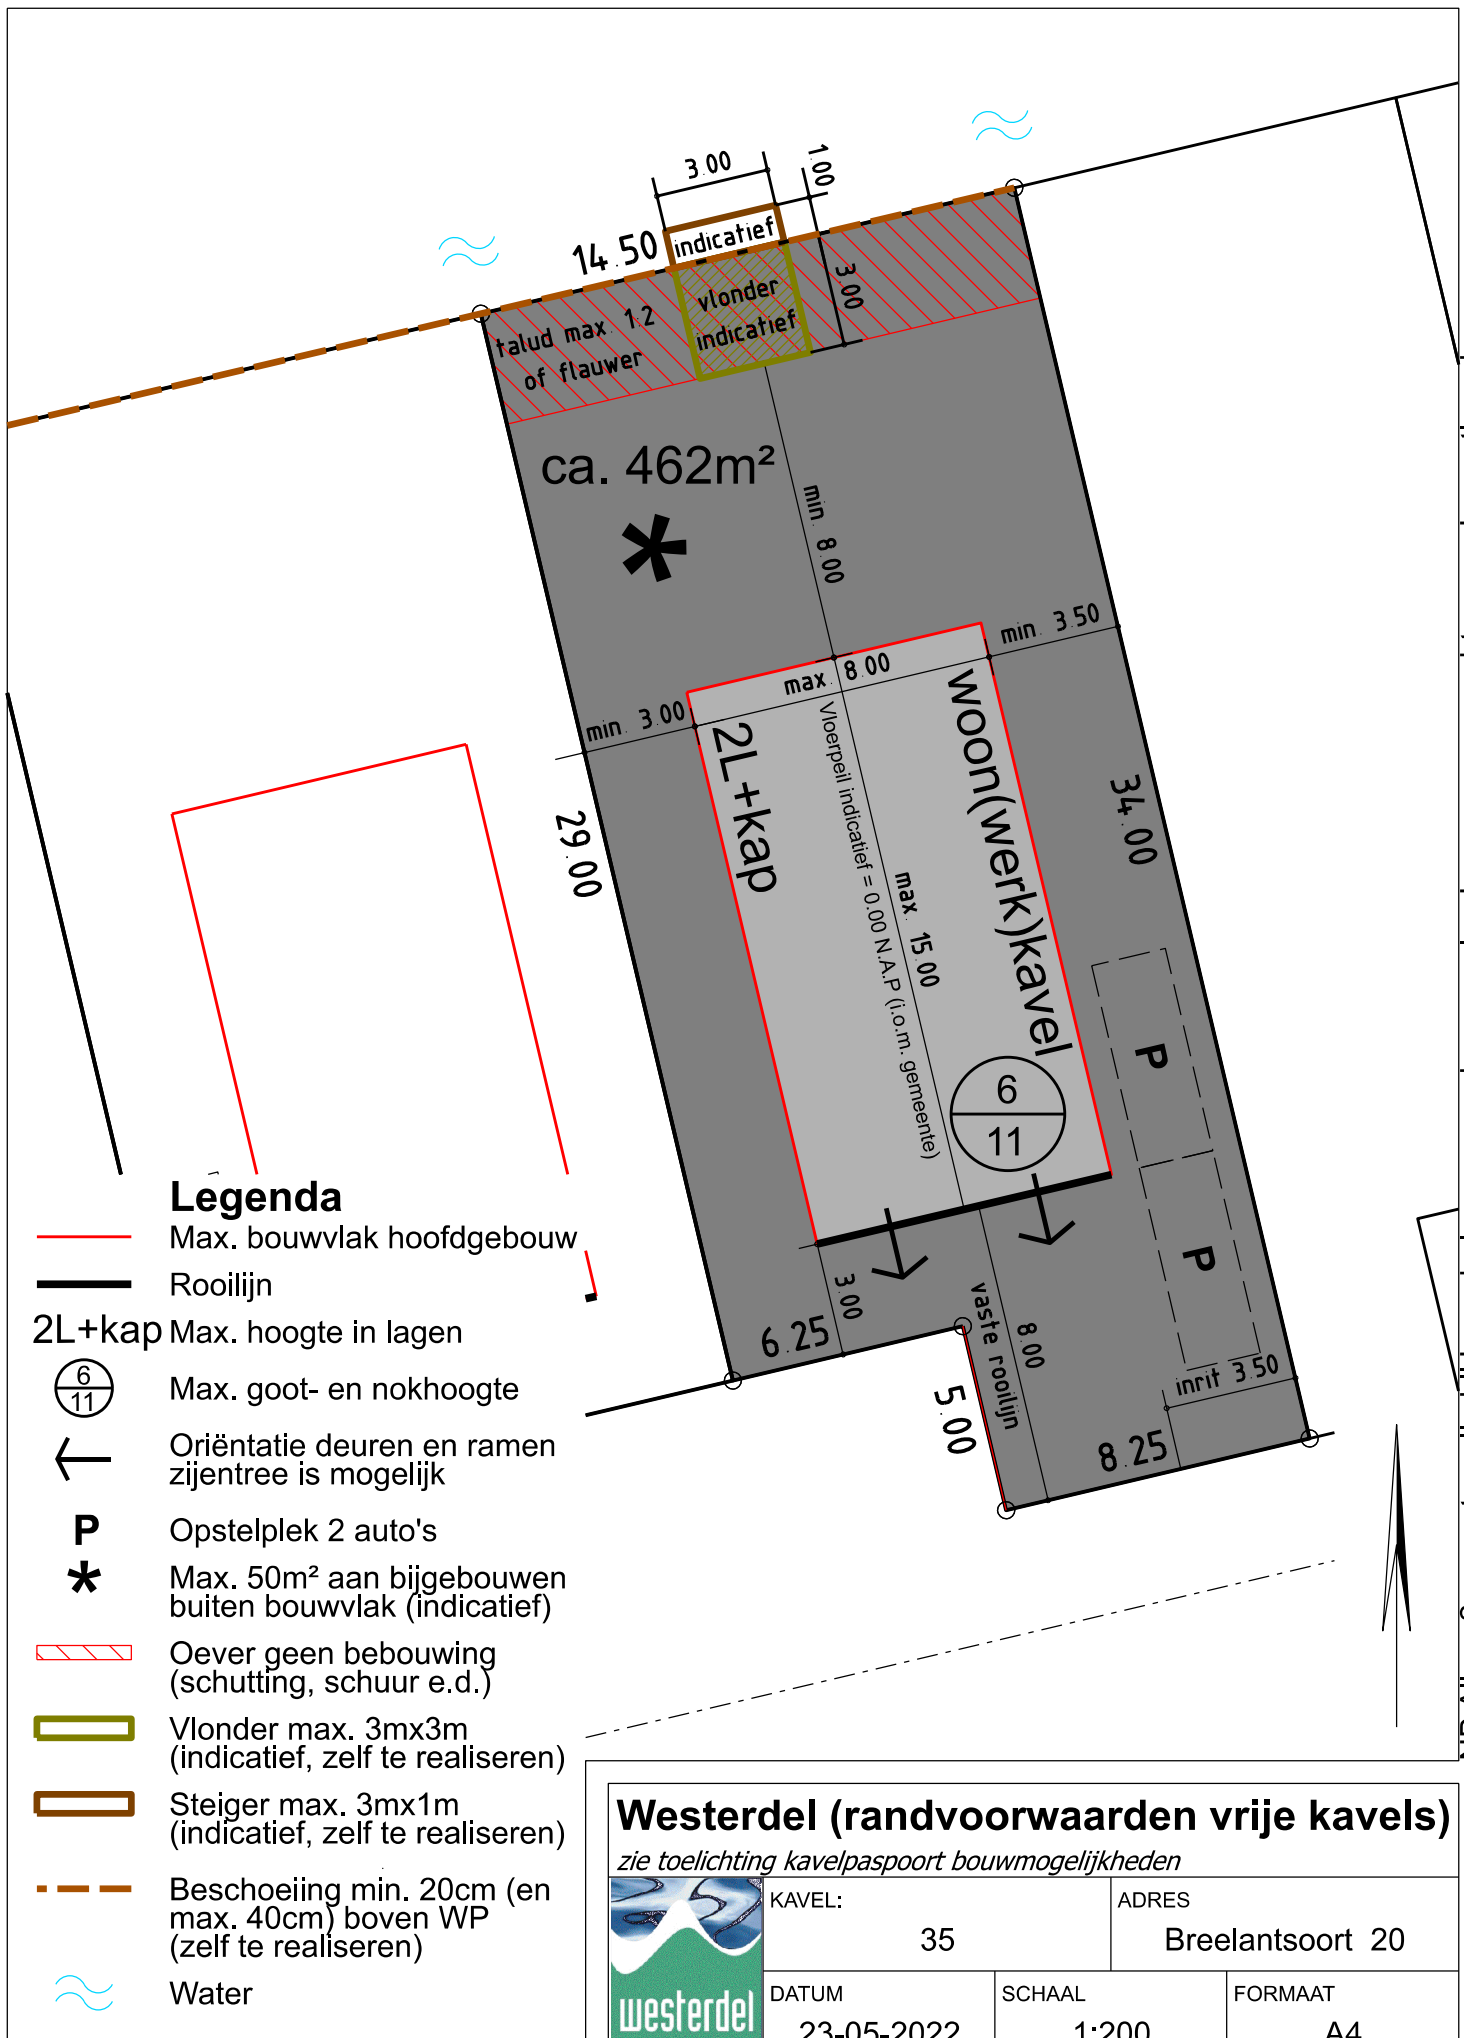 3.00
1.00
14.50
indicatief
3.00
vlonder
indicatief
talud max. 1:2
of flauwer
ca. 462m²
*
min. 8.00
min. 3.50
max. 8.00
min. 3.00
2L+kap
Vloerpeil indicatief = 0.00 N.A.P (i.o.m. gemeente)
max. 15.00
woon(werk)kavel
29.00
34.00
P
6
11
P
3.00
6.25
vaste rooilijn
8.00
5.00
inrit 3.50
8.25
Legenda
Max. bouwvlak hoofdgebouw
Rooilijn
2L+kap Max. hoogte in lagen
6
11
Max. goot- en nokhoogte
Oriëntatie deuren en ramen
zijentree is mogelijk
P Opstelplek 2 auto's
* Max. 50m² aan bijgebouwen
buiten bouwvlak (indicatief)
Oever geen bebouwing
(schutting, schuur e.d.)
Vlonder max. 3mx3m
(indicatief, zelf te realiseren)
Steiger max. 3mx1m
(indicatief, zelf te realiseren)
Beschoeiing min. 20cm (en
max. 40cm) boven WP
(zelf te realiseren)
Water
Westerdel (randvoorwaarden vrije kavels)
zie toelichting kavelpaspoort bouwmogelijkheden
KAVEL:
35
ADRES
Breelantsoort 20
westerdel
DATUM
23-05-2022
SCHAAL
1:200
FORMAAT
A4